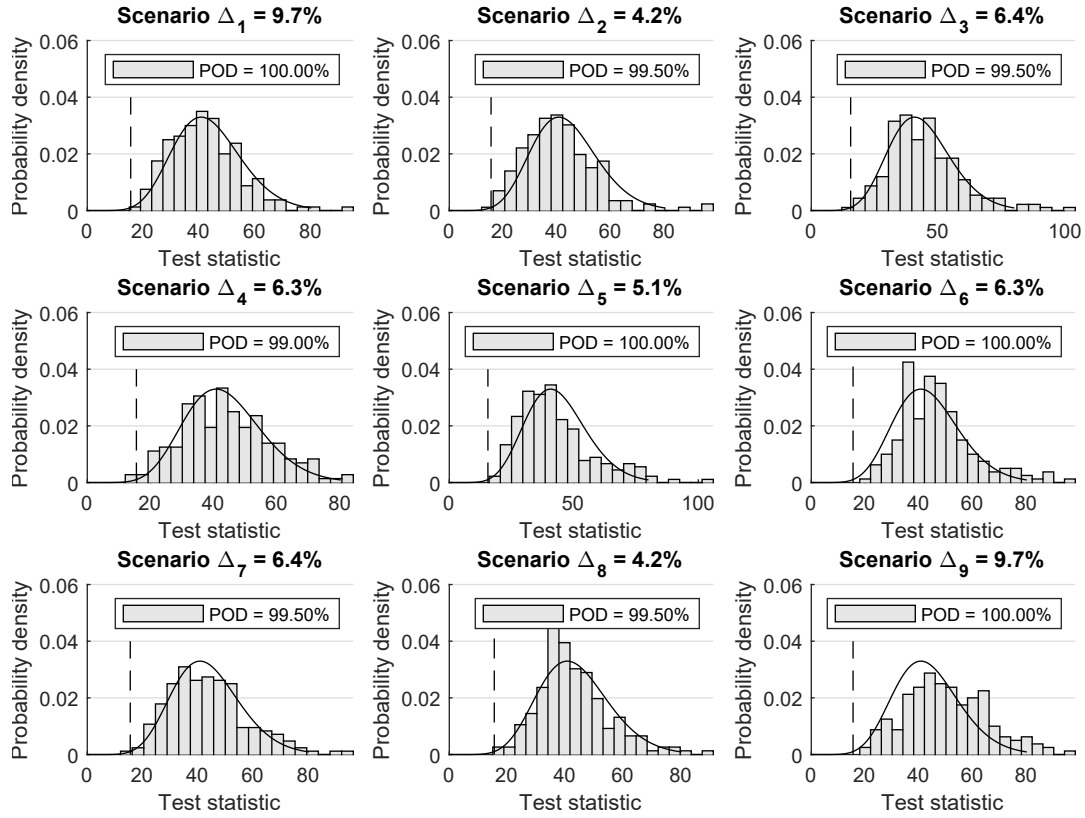 Scenario Δ1 = 9.7%
Probability density
0.06
0.04
0.02
0
POD = 100.00%
0 20 40 60 80
Test statistic
Scenario Δ2 = 4.2%
Probability density
0.06
0.04
0.02
0
POD = 99.50%
0 20 40 60 80
Test statistic
Scenario Δ3 = 6.4%
Probability density
0.06
0.04
0.02
0
POD = 99.50%
0 50 100
Test statistic
Scenario Δ4 = 6.3%
Probability density
0.06
0.04
0.02
0
POD = 99.00%
0 20 40 60 80
Test statistic
Scenario Δ5 = 5.1%
Probability density
0.06
0.04
0.02
0
POD = 100.00%
0 50 100
Test statistic
Scenario Δ6 = 6.3%
Probability density
0.06
0.04
0.02
0
POD = 100.00%
0 20 40 60 80
Test statistic
Scenario Δ7 = 6.4%
Probability density
0.06
0.04
0.02
0
POD = 99.50%
0 20 40 60 80
Test statistic
Scenario Δ8 = 4.2%
Probability density
0.06
0.04
0.02
0
POD = 99.50%
0 20 40 60 80
Test statistic
Scenario Δ9 = 9.7%
Probability density
0.06
0.04
0.02
0
POD = 100.00%
0 20 40 60 80
Test statistic